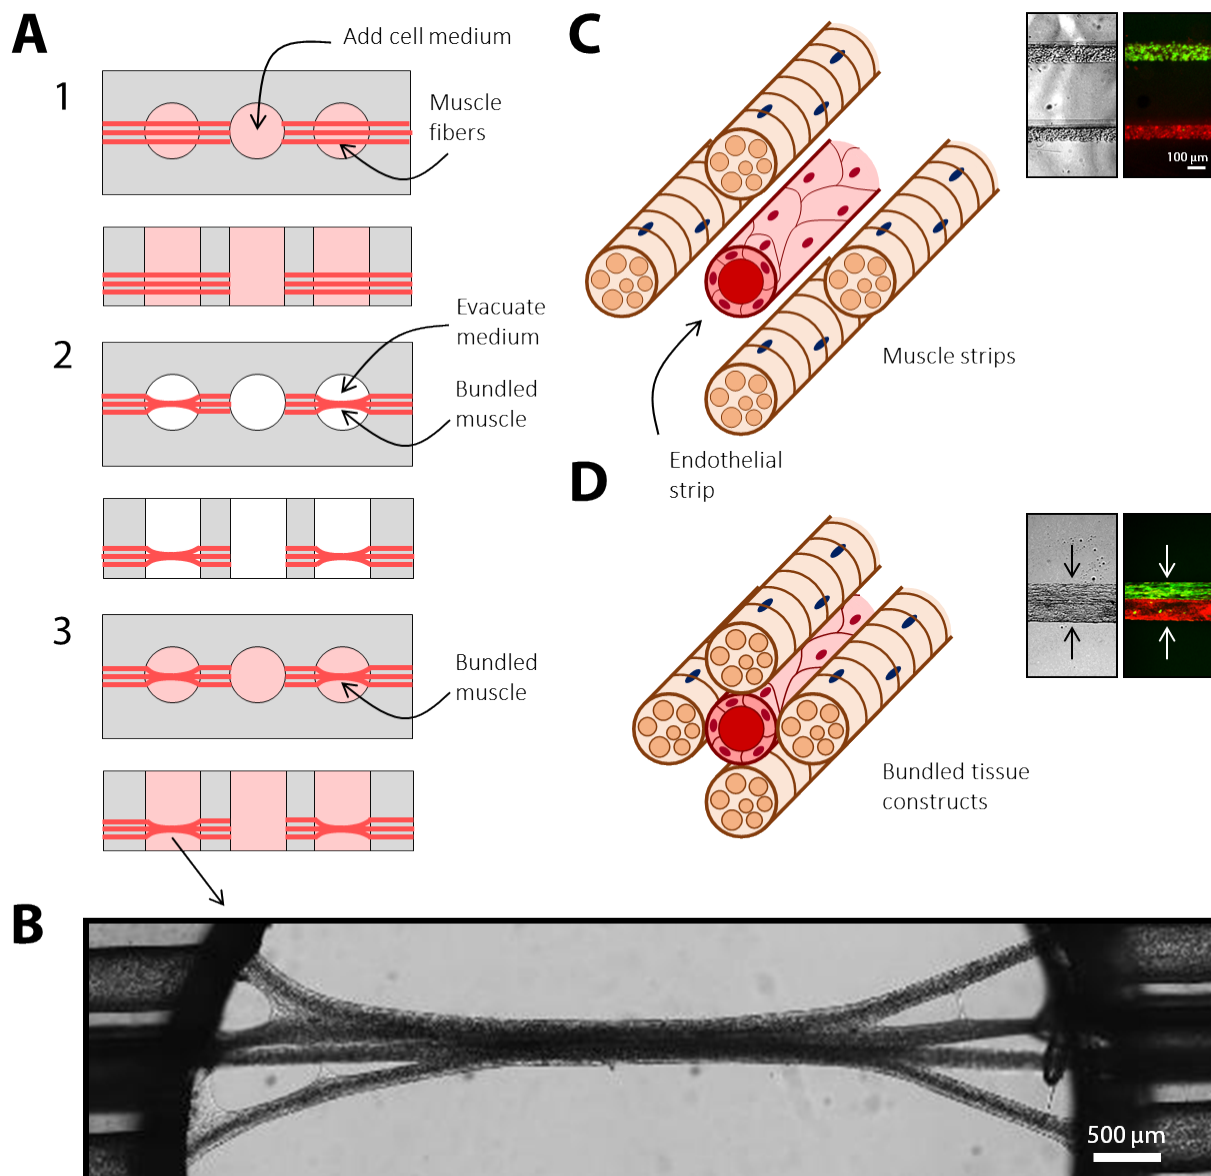 A
1
Add cell medium
Muscle
fibers
2
Evacuate
medium
Bundled
muscle
3
Bundled
muscle
B
500 µm
C
100 µm
Muscle strips
Endothelial
strip
D
Bundled tissue
constructs